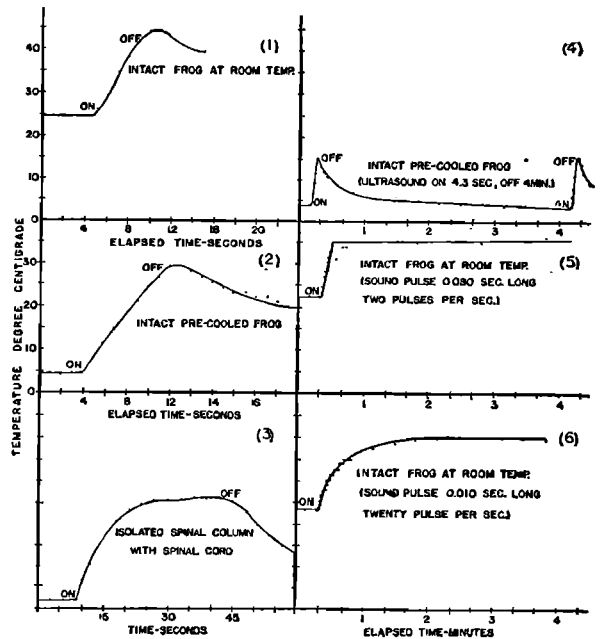 TEMPERATURE DEGREE CENTIGRADE
40
30
20
10
0
ON
OFF
(1)
INTACT FROG AT ROOM TEMP.
4 8 12 16 20
ELAPSED TIME-SECONDS
30
20
10
0
ON
OFF
(2)
INTACT PRE-COOLED FROG
4 8 12 14 16
ELAPSED TIME-SECONDS
(3)
ON
OFF
ISOLATED SPINAL COLUMN
WITH SPINAL CORD
15 30 45
TIME-SECONDS
(4)
ON
OFF
INTACT PRE-COOLED FROG
(ULTRASOUND ON 4.3 SEC, OFF 4 MIN.)
OFF
ON
1 2 3 4
(5)
ON
INTACT FROG AT ROOM TEMP.
(SOUND PULSE 0.080 SEC. LONG
TWO PULSES PER SEC.)
1 2 3 4
(6)
ON
INTACT FROG AT ROOM TEMP.
(SOUND PULSE 0.010 SEC. LONG
TWENTY PULSE PER SEC.)
1 2 3 4
ELAPSED TIME-MINUTES